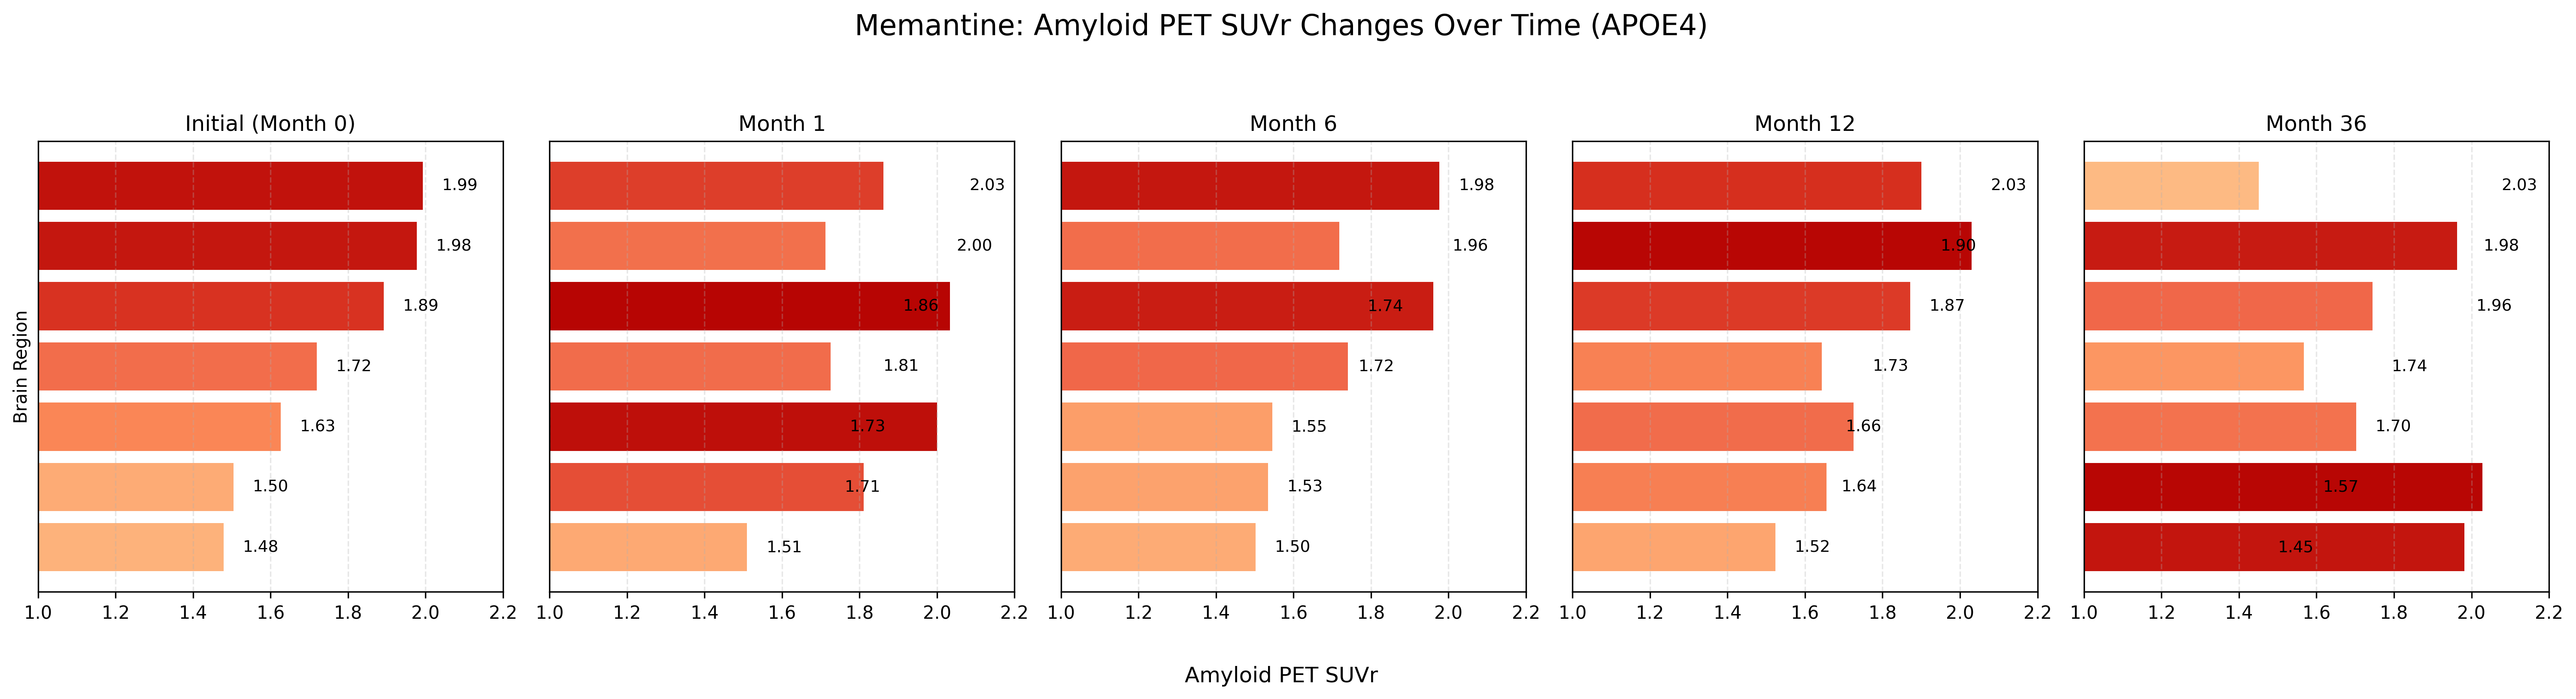 Memantine: Amyloid PET SUVr Changes Over Time (APOE4)
Initial (Month 0)
Brain Region
1.99
1.98
1.89
1.72
1.63
1.50
1.48
1.0 1.2 1.4 1.6 1.8 2.0 2.2
Month 1
2.03
2.00
1.86
1.81
1.73
1.71
1.51
1.0 1.2 1.4 1.6 1.8 2.0 2.2
Month 6
1.98
1.96
1.74
1.72
1.55
1.53
1.50
1.0 1.2 1.4 1.6 1.8 2.0 2.2
Month 12
2.03
1.90
1.87
1.73
1.66
1.64
1.52
1.0 1.2 1.4 1.6 1.8 2.0 2.2
Month 36
2.03
1.98
1.96
1.74
1.70
1.57
1.45
1.0 1.2 1.4 1.6 1.8 2.0 2.2
Amyloid PET SUVr